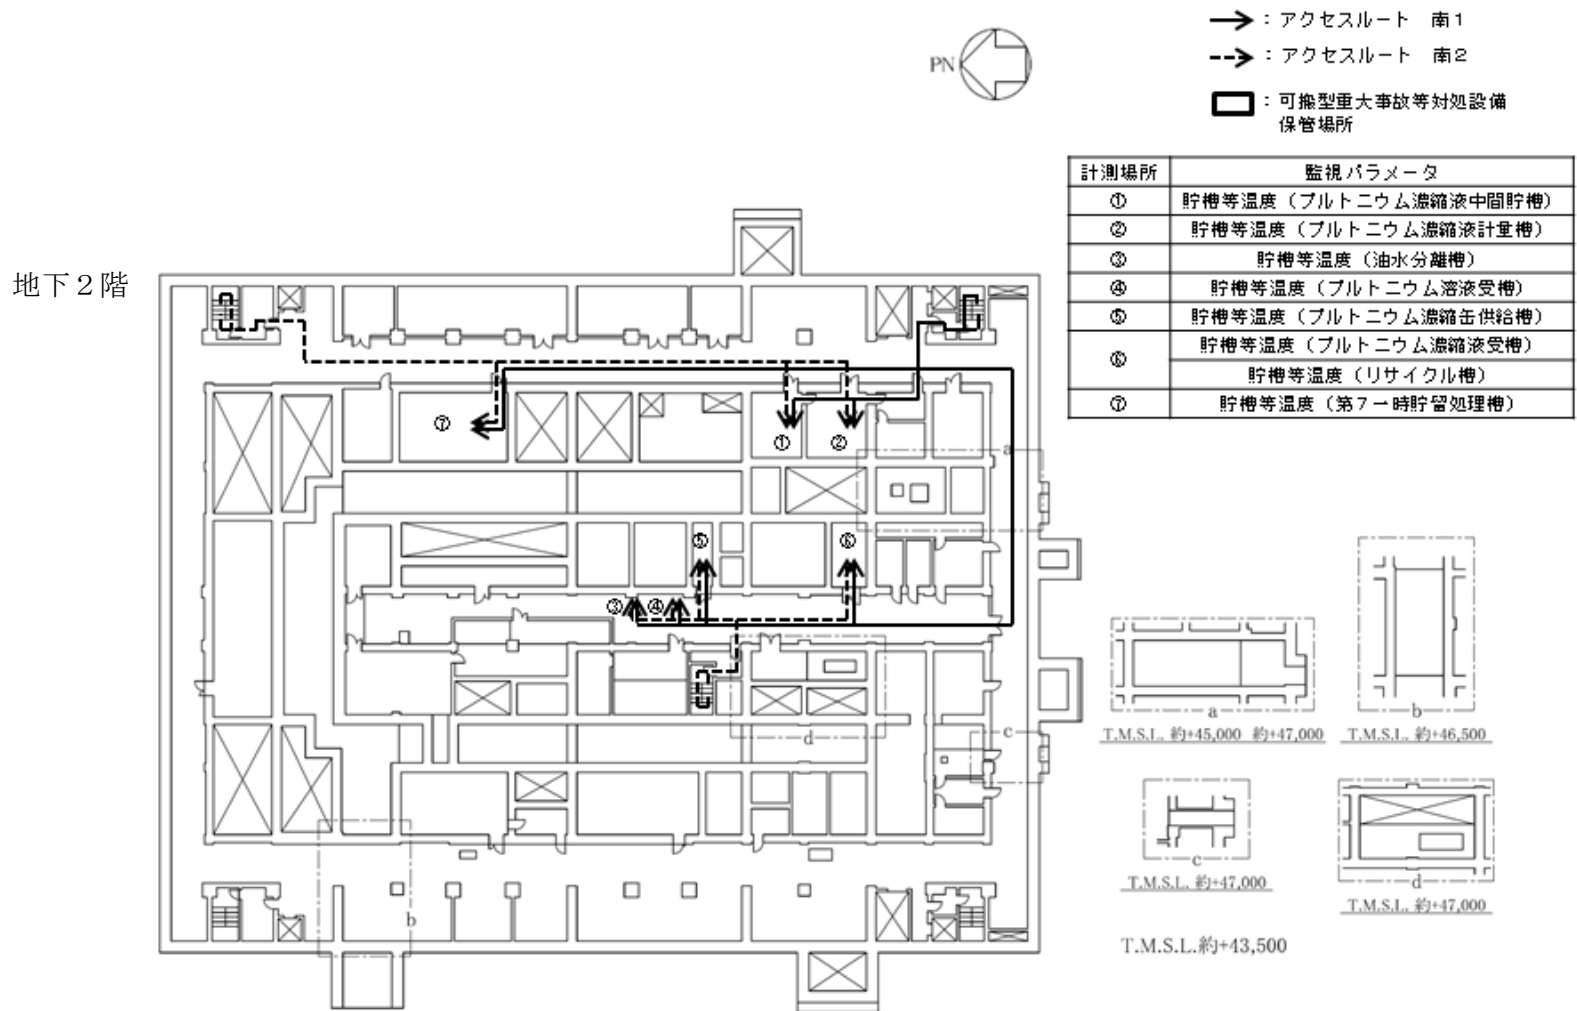 ：アクセスルート　南１
PN
：アクセスルート　南２
：可搬型重大事故等対処設備
保管場所
計測場所 監視パラメータ
① 貯槽等温度（プルトニウム濃縮液中間貯槽）
② 貯槽等温度（プルトニウム濃縮液計量槽）
③ 貯槽等温度（油水分離槽）
④ 貯槽等温度（プルトニウム溶液受槽）
⑤ 貯槽等温度（プルトニウム濃縮缶供給槽）
⑥ 貯槽等温度（プルトニウム濃縮液受槽）
貯槽等温度（リサイクル槽）
⑦ 貯槽等温度（第７一時貯留処理槽）
地下２階
⑦
①
②
a
⑤
⑥
③
④
d
c
b
a
T.M.S.L. 約+45,000 約+47,000
b
T.M.S.L. 約+46,500
c
T.M.S.L. 約+47,000
d
T.M.S.L. 約+47,000
T.M.S.L.約+43,500